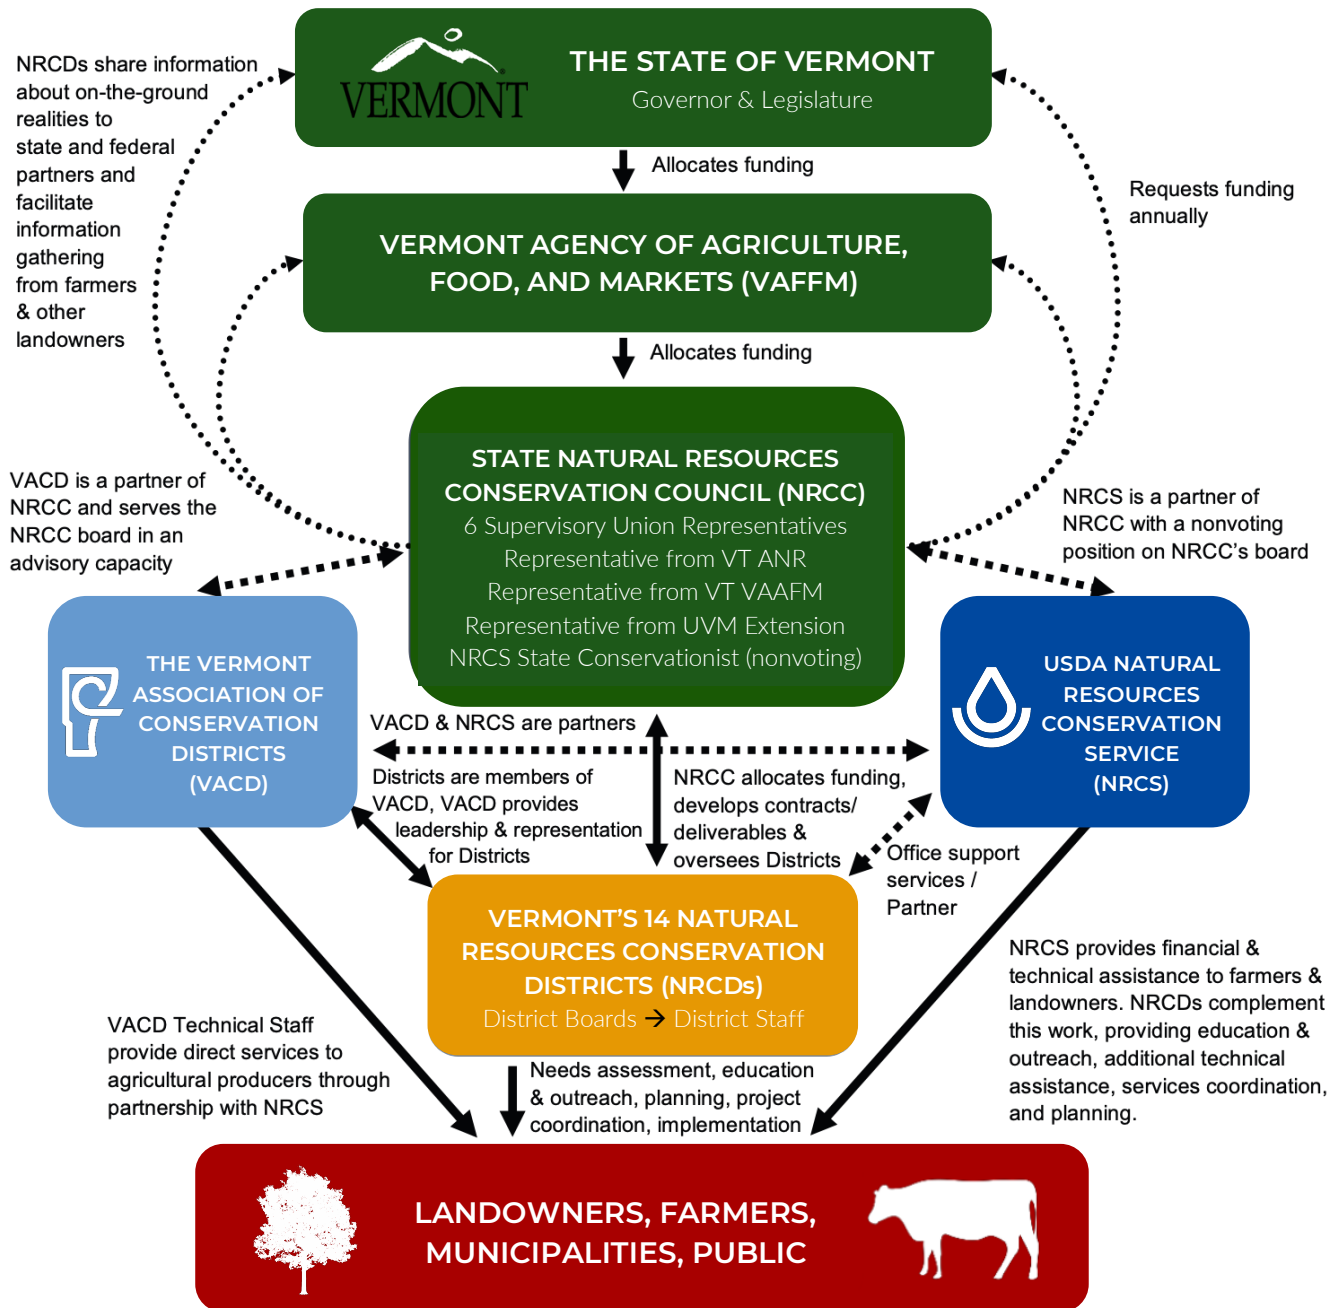 NRCDs share information
about on-the-ground
realities to
state and federal
partners and
facilitate
information
gathering
from farmers
& other
landowners
VERMONT
THE STATE OF VERMONT
Governor & Legislature
Allocates funding
Requests funding
annually
VERMONT AGENCY OF AGRICULTURE,
FOOD, AND MARKETS (VAFFM)
Allocates funding
STATE NATURAL RESOURCES
CONSERVATION COUNCIL (NRCC)
6 Supervisory Union Representatives
Representative from VT ANR
Representative from VT VAAFM
Representative from UVM Extension
NRCS State Conservationist (nonvoting)
VACD is a partner of
NRCC and serves the
NRCC board in an
advisory capacity
NRCS is a partner of
NRCC with a nonvoting
position on NRCC's board
THE VERMONT
ASSOCIATION OF
CONSERVATION
DISTRICTS
(VACD)
USDA NATURAL
RESOURCES
CONSERVATION
SERVICE
(NRCS)
VACD & NRCS are partners
Districts are members of
VACD, VACD provides
leadership & representation
for Districts
NRCC allocates funding,
develops contracts/
deliverables &
oversees Districts
Office support
services /
Partner
VERMONT'S 14 NATURAL
RESOURCES CONSERVATION
DISTRICTS (NRCDs)
District Boards → District Staff
VACD Technical Staff
provide direct services to
agricultural producers through
partnership with NRCS
Needs assessment, education
& outreach, planning, project
coordination, implementation
NRCS provides financial &
technical assistance to farmers &
landowners. NRCDs complement
this work, providing education &
outreach, additional technical
assistance, services coordination,
and planning.
LANDOWNERS, FARMERS,
MUNICIPALITIES, PUBLIC